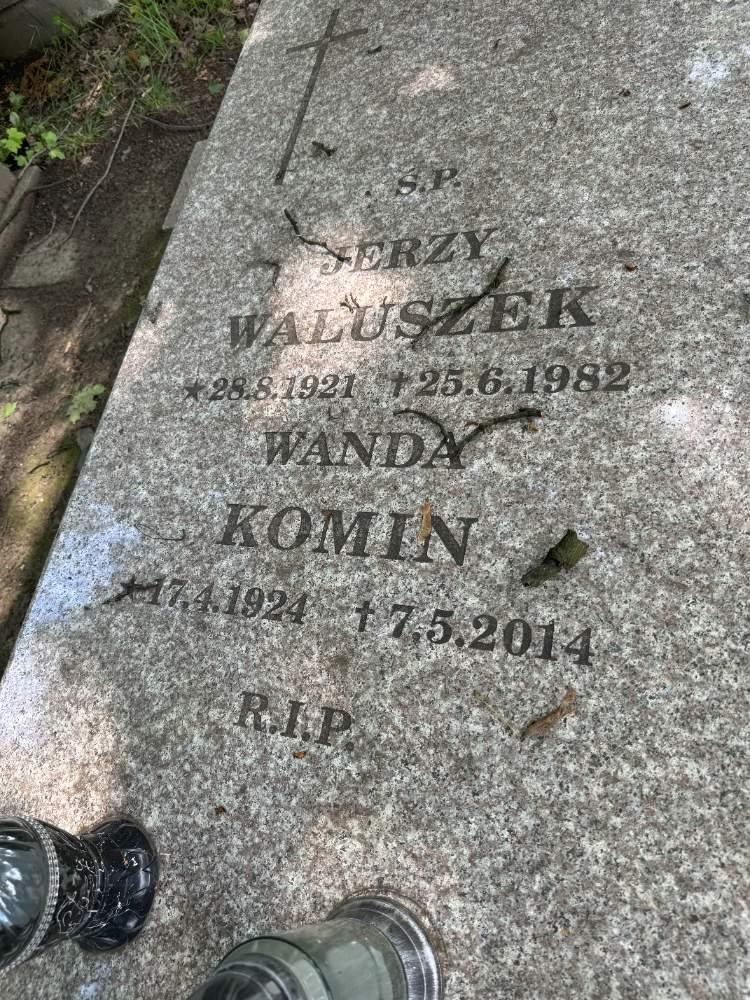 Ś.P.
JERZY
WALUSZEK
★28.8.1921 †25.6.1982
WANDA
KOMIN
★17.4.1924 †7.5.2014
R.I.P.